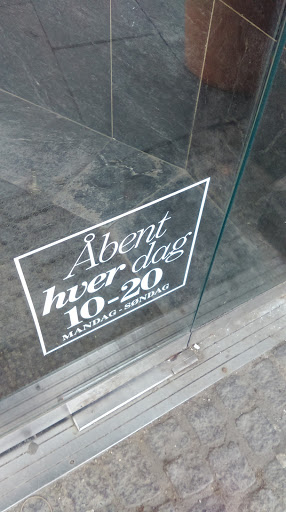 Åbent
hver dag
10-20
MANDAG - SØNDAG